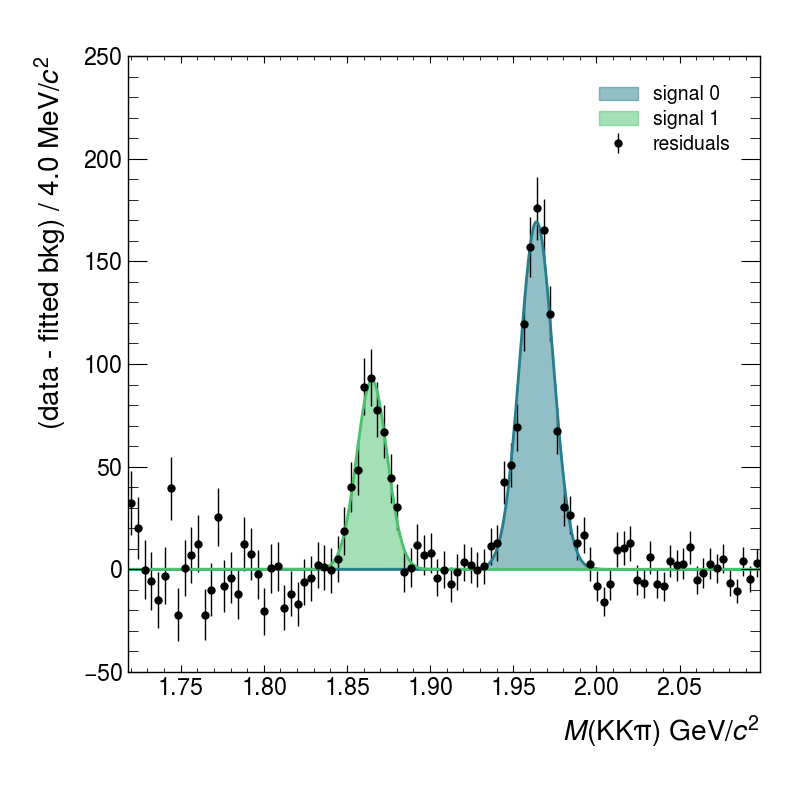 (data - fitted bkg) / 4.0 MeV/c²
250
200
150
100
50
0
−50
signal 0
signal 1
residuals
1.75 1.80 1.85 1.90 1.95 2.00 2.05
M(KKπ) GeV/c²